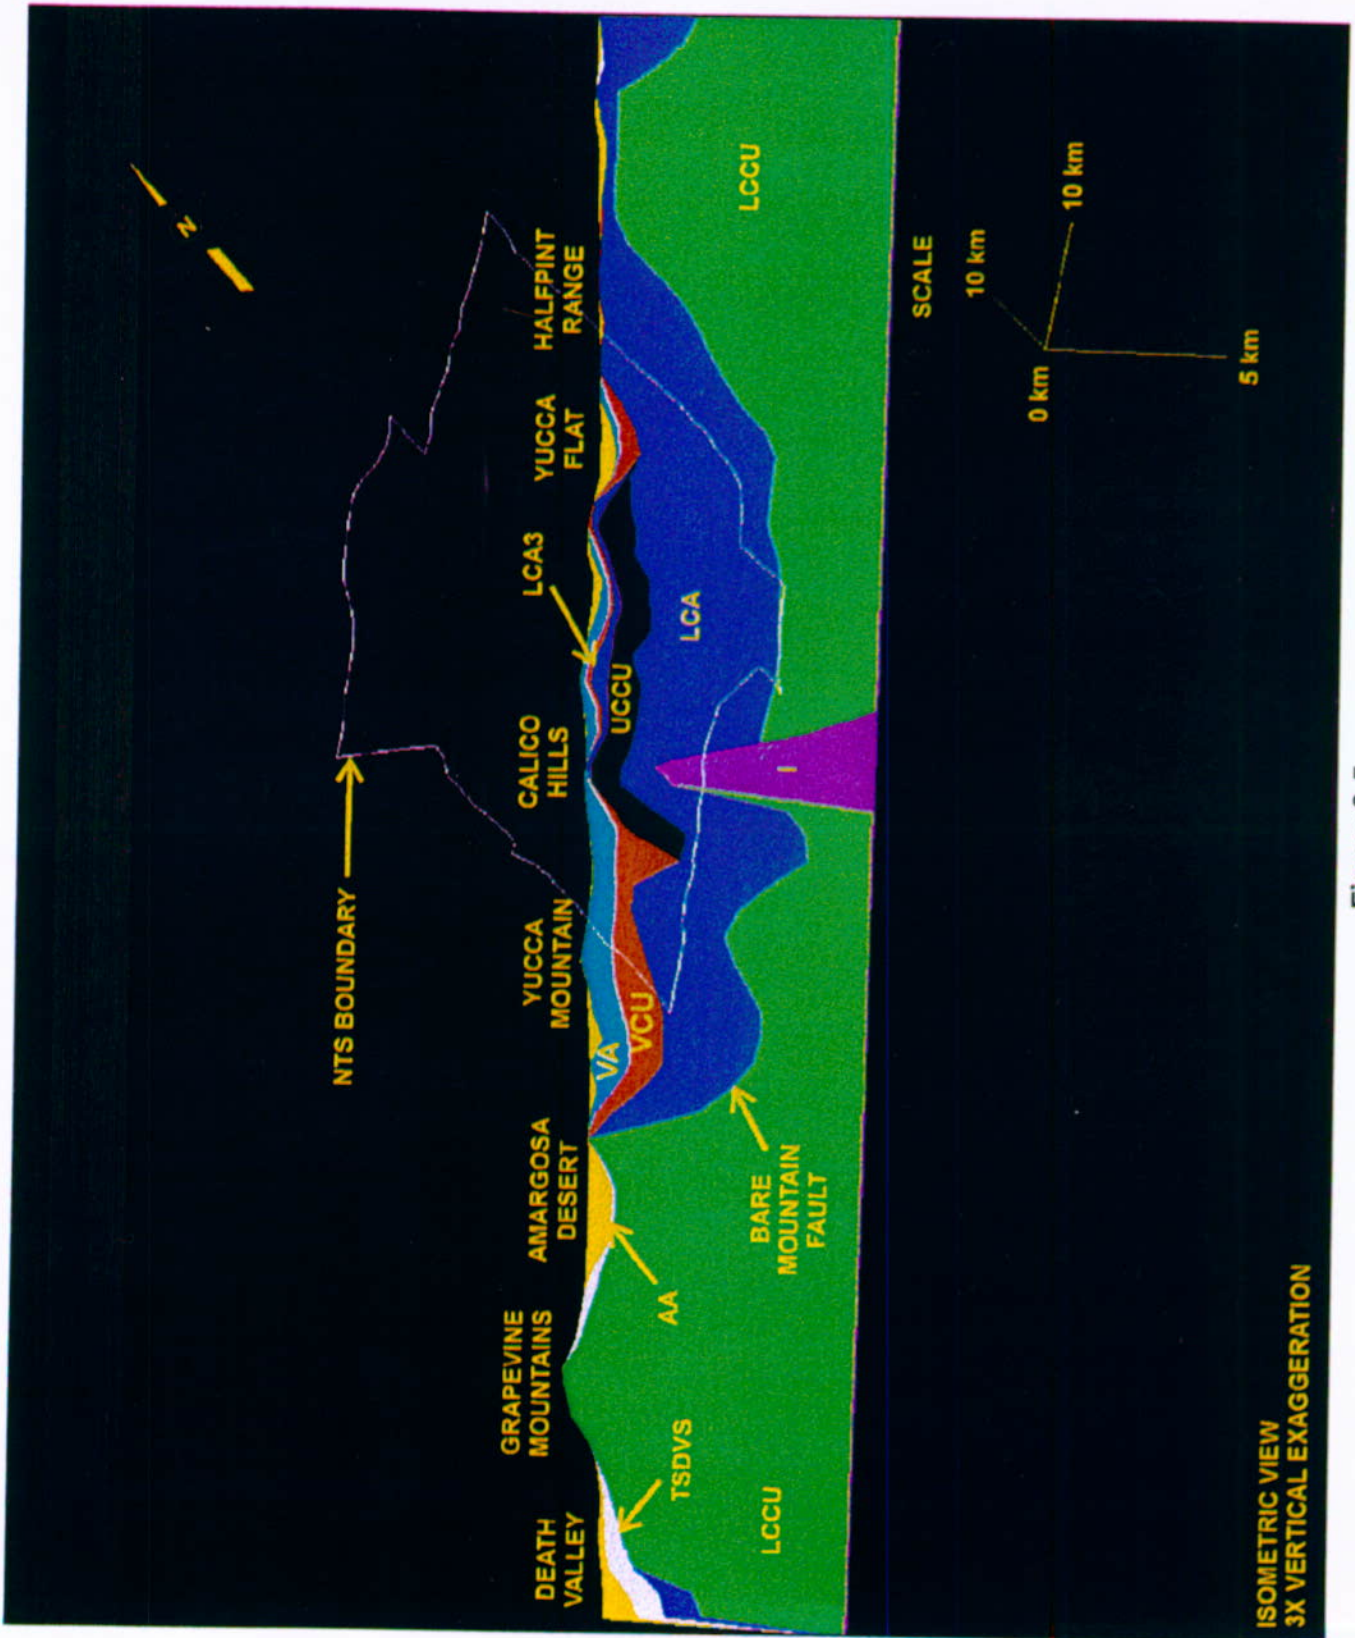 N
NTS BOUNDARY
DEATH
VALLEY
GRAPEVINE
MOUNTAINS
AMARGOSA
DESERT
YUCCA
MOUNTAIN
CALICO
HILLS
LCA3
YUCCA
FLAT
HALFPINT
RANGE
TSDVS
AA
VA
VCU
UCCU
LCA
LCCU
LCCU
I
BARE
MOUNTAIN
FAULT
SCALE
10 km
0 km
10 km
5 km
ISOMETRIC VIEW
3X VERTICAL EXAGGERATION